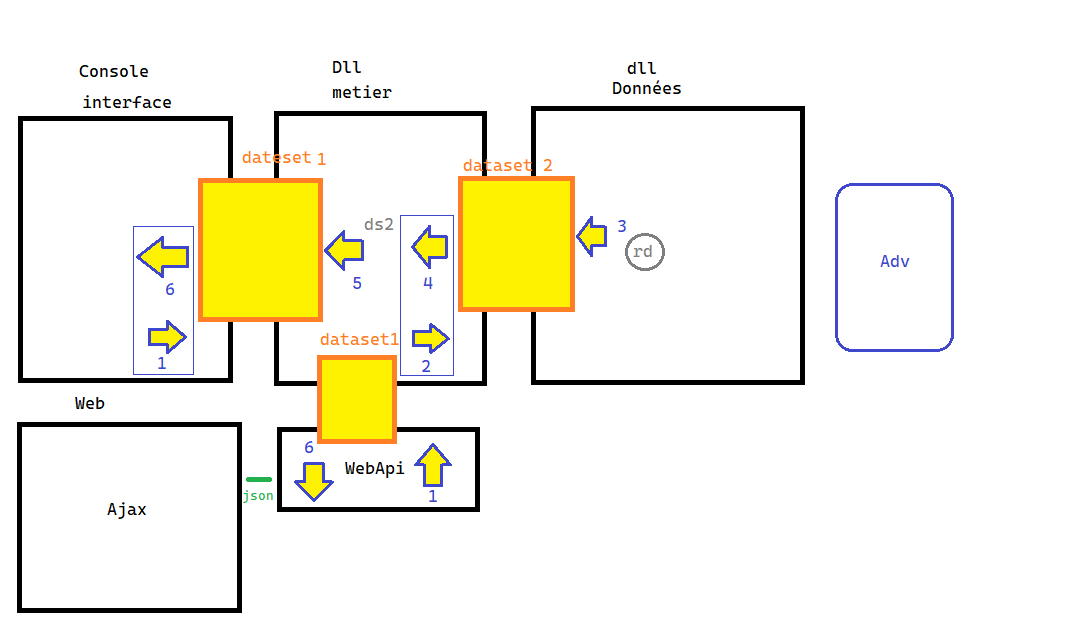 Console
interface
Dll
metier
dll
Données
dateset 1
dataset 2
ds2
3
rd
Adv
6
5
4
1
dataset1
2
Web
6
WebApi
1
json
Ajax